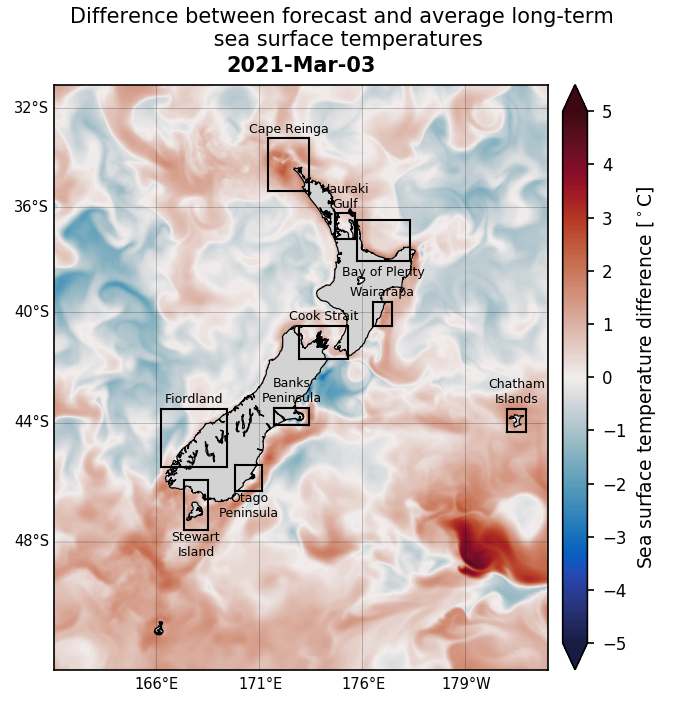 Difference between forecast and average long-term
sea surface temperatures
2021-Mar-03
32°S
36°S
40°S
44°S
48°S
166°E
171°E
176°E
179°W
Cape Reinga
Hauraki
Gulf
Bay of Plenty
Wairarapa
Cook Strait
Banks
Peninsula
Fiordland
Chatham
Islands
Otago
Peninsula
Stewart
Island
5
4
3
2
1
0
−1
−2
−3
−4
−5
Sea surface temperature difference [°C]